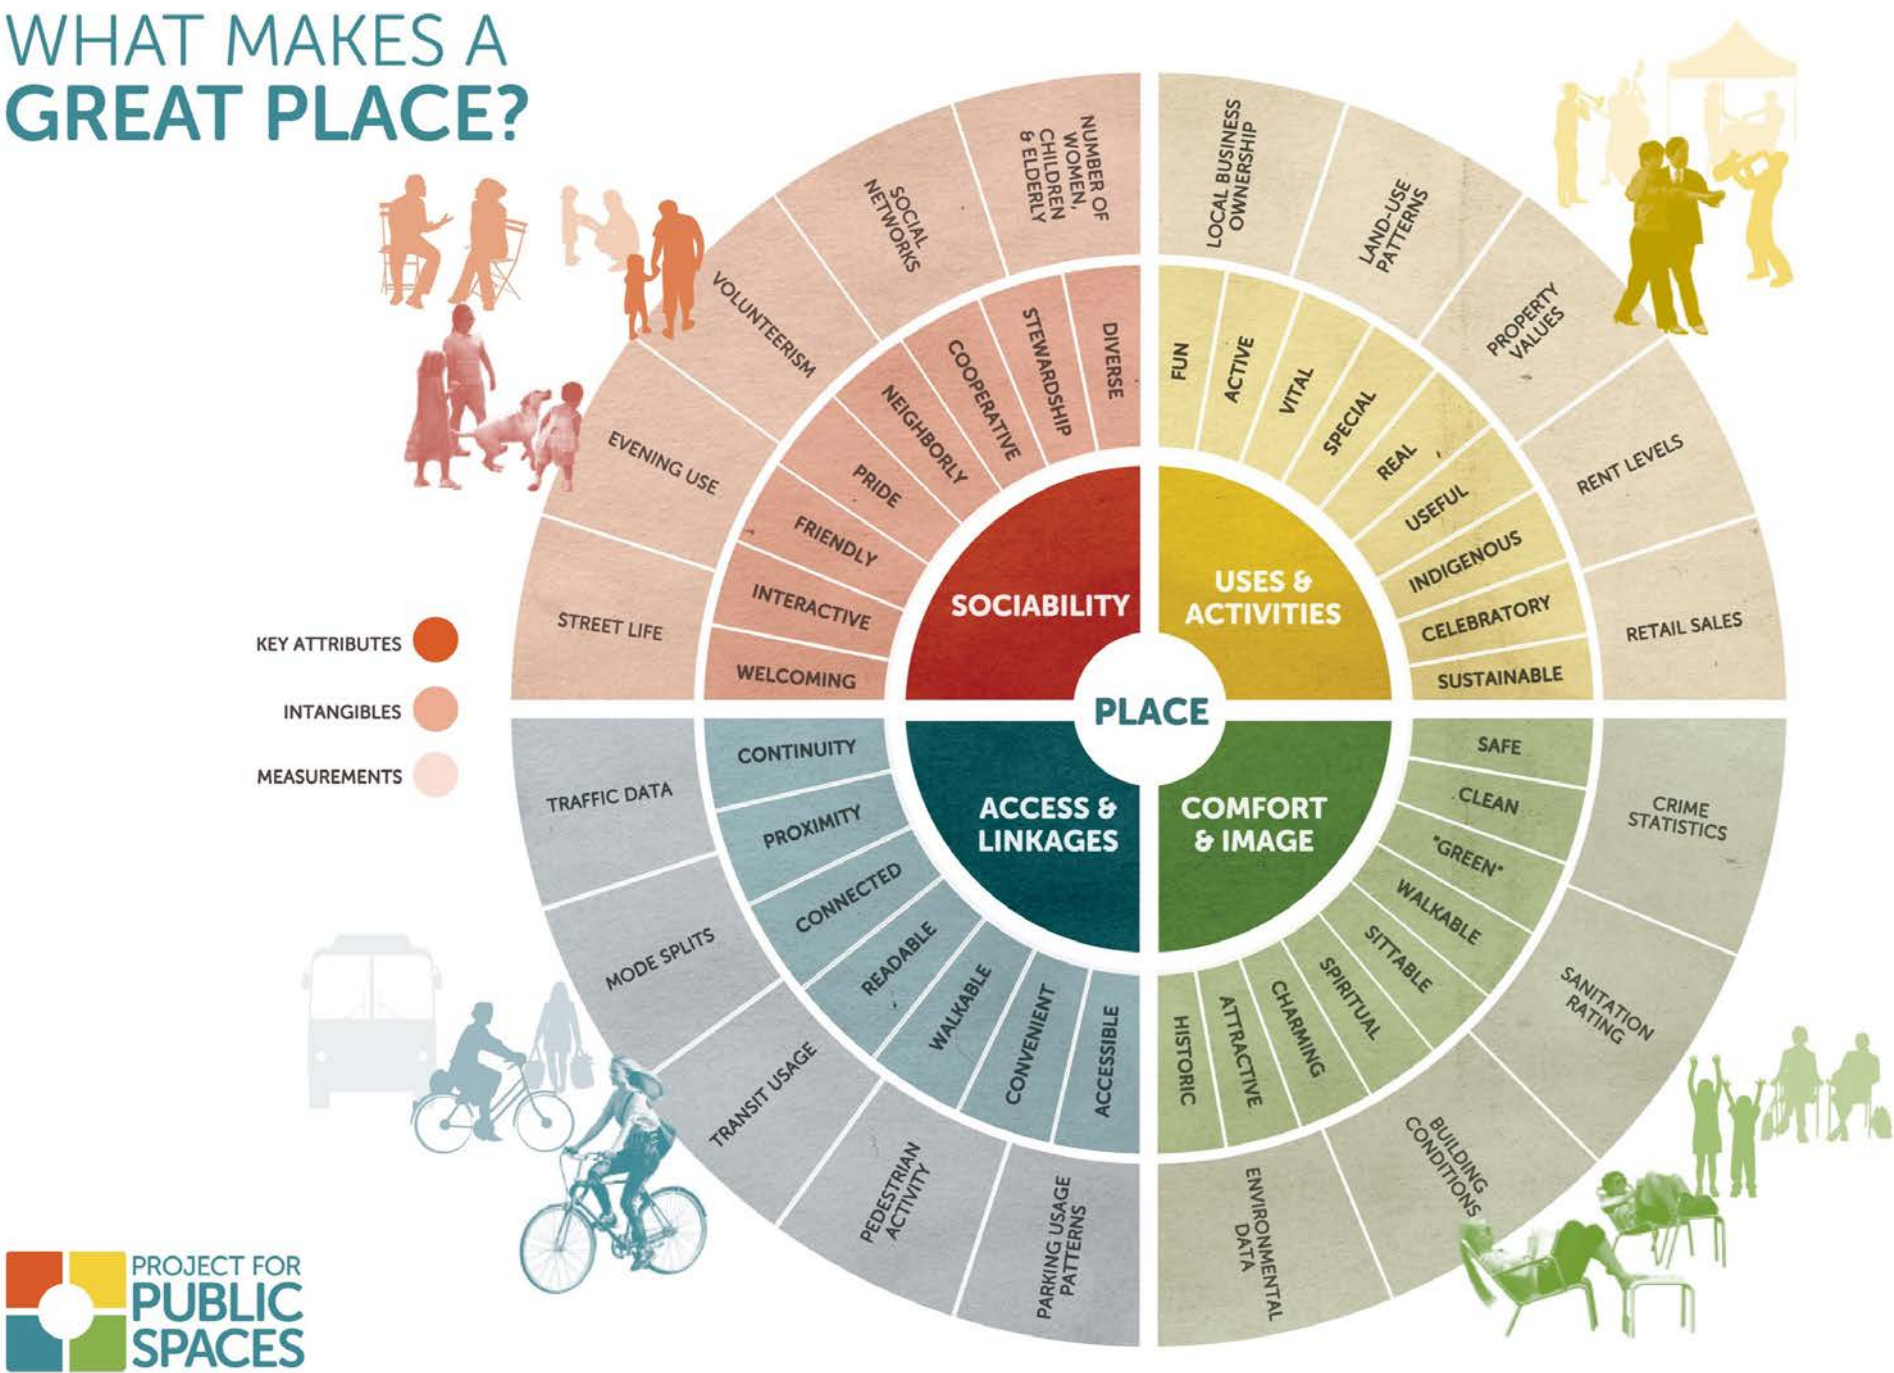 WHAT MAKES A
GREAT PLACE?
NUMBER OF
WOMEN,
CHILDREN
& ELDERLY
SOCIAL
NETWORKS
VOLUNTEERISM
EVENING USE
STREET LIFE
DIVERSE
STEWARDSHIP
COOPERATIVE
NEIGHBORLY
PRIDE
FRIENDLY
INTERACTIVE
WELCOMING
SOCIABILITY
LOCAL BUSINESS
OWNERSHIP
LAND-USE
PATTERNS
PROPERTY
VALUES
RENT LEVELS
RETAIL SALES
FUN
ACTIVE
VITAL
SPECIAL
REAL
USEFUL
INDIGENOUS
CELEBRATORY
SUSTAINABLE
USES &
ACTIVITIES
PLACE
KEY ATTRIBUTES
INTANGIBLES
MEASUREMENTS
ACCESS &
LINKAGES
CONTINUITY
PROXIMITY
CONNECTED
READABLE
WALKABLE
CONVENIENT
ACCESSIBLE
TRAFFIC DATA
MODE SPLITS
TRANSIT USAGE
PEDESTRIAN
ACTIVITY
PARKING USAGE
PATTERNS
COMFORT
& IMAGE
SAFE
CLEAN
"GREEN"
WALKABLE
SITTABLE
SPIRITUAL
CHARMING
ATTRACTIVE
HISTORIC
CRIME
STATISTICS
SANITATION
RATING
BUILDING
CONDITIONS
ENVIRONMENTAL
DATA
PROJECT FOR
PUBLIC
SPACES